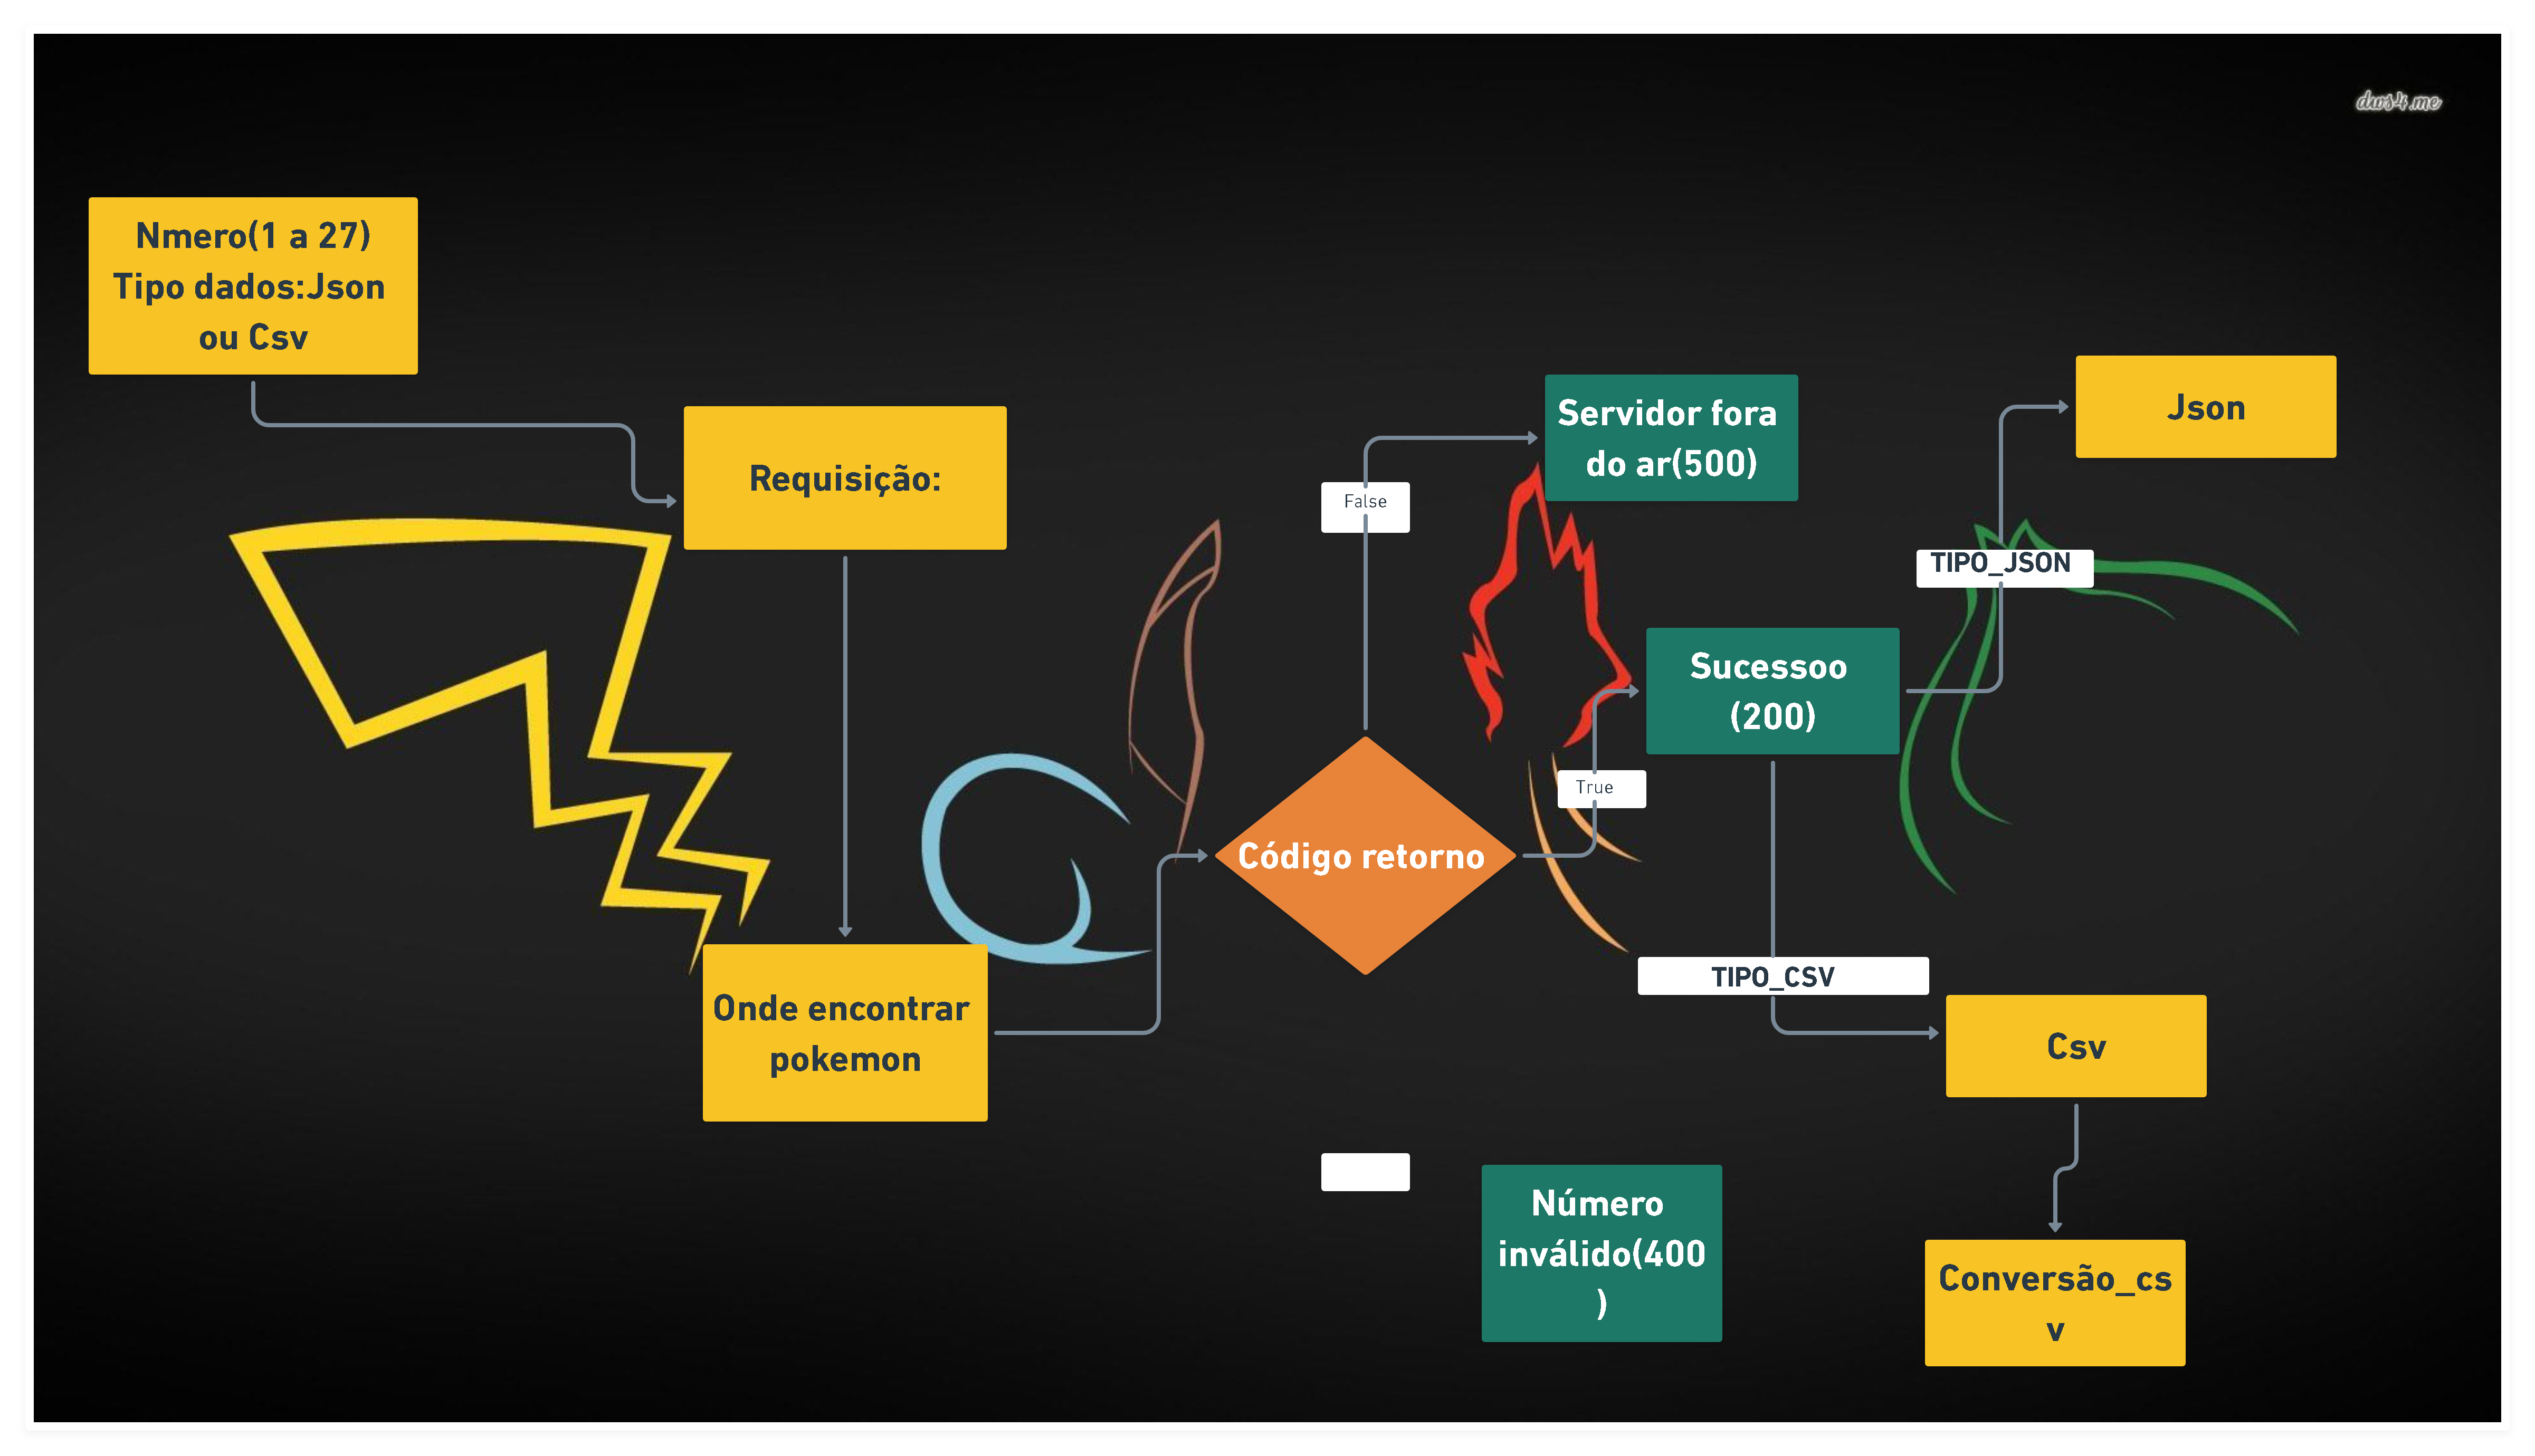 dws4.me
Nmero(1 a 27)
Tipo dados:Json
ou Csv
Requisição:
Onde encontrar
pokemon
Código retorno
False
Servidor fora
do ar(500)
True
Sucessoo
(200)
TIPO_JSON
Json
TIPO_CSV
Csv
Conversão_cs
v
Número
inválido(400
)